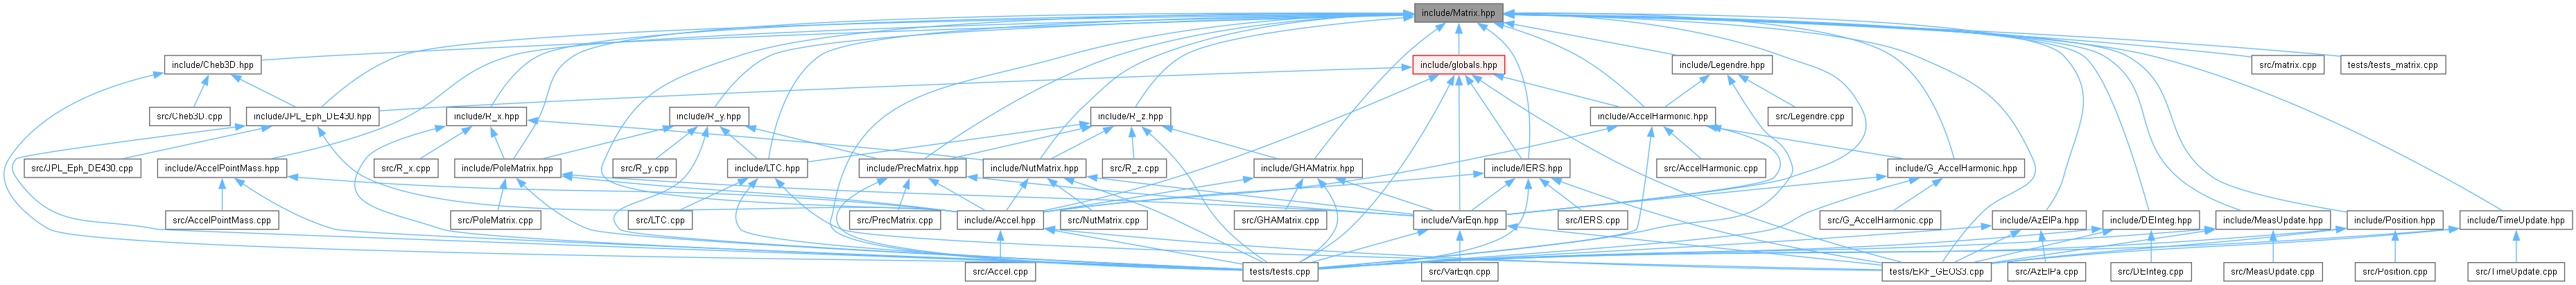 include/Matrix.hpp
include/Cheb3D.hpp
include/globals.hpp
include/Legendre.hpp
src/matrix.cpp
tests/tests_matrix.cpp
src/Cheb3D.cpp
include/JPL_Eph_DE430.hpp
include/R_x.hpp
include/R_y.hpp
include/R_z.hpp
include/AccelHarmonic.hpp
src/Legendre.cpp
src/JPL_Eph_DE430.cpp
include/AccelPointMass.hpp
src/R_x.cpp
include/PoleMatrix.hpp
src/R_y.cpp
include/LTC.hpp
include/PrecMatrix.hpp
include/NutMatrix.hpp
src/R_z.cpp
include/GHAMatrix.hpp
include/IERS.hpp
src/AccelHarmonic.cpp
include/G_AccelHarmonic.hpp
src/AccelPointMass.cpp
src/PoleMatrix.cpp
src/LTC.cpp
src/PrecMatrix.cpp
include/Accel.hpp
src/NutMatrix.cpp
src/GHAMatrix.cpp
include/VarEqn.hpp
src/IERS.cpp
src/G_AccelHarmonic.cpp
include/AzElPa.hpp
include/DEInteg.hpp
include/MeasUpdate.hpp
include/Position.hpp
include/TimeUpdate.hpp
src/Accel.cpp
tests/tests.cpp
src/VarEqn.cpp
tests/EKF_GEOS3.cpp
src/AzElPa.cpp
src/DEInteg.cpp
src/MeasUpdate.cpp
src/Position.cpp
src/TimeUpdate.cpp